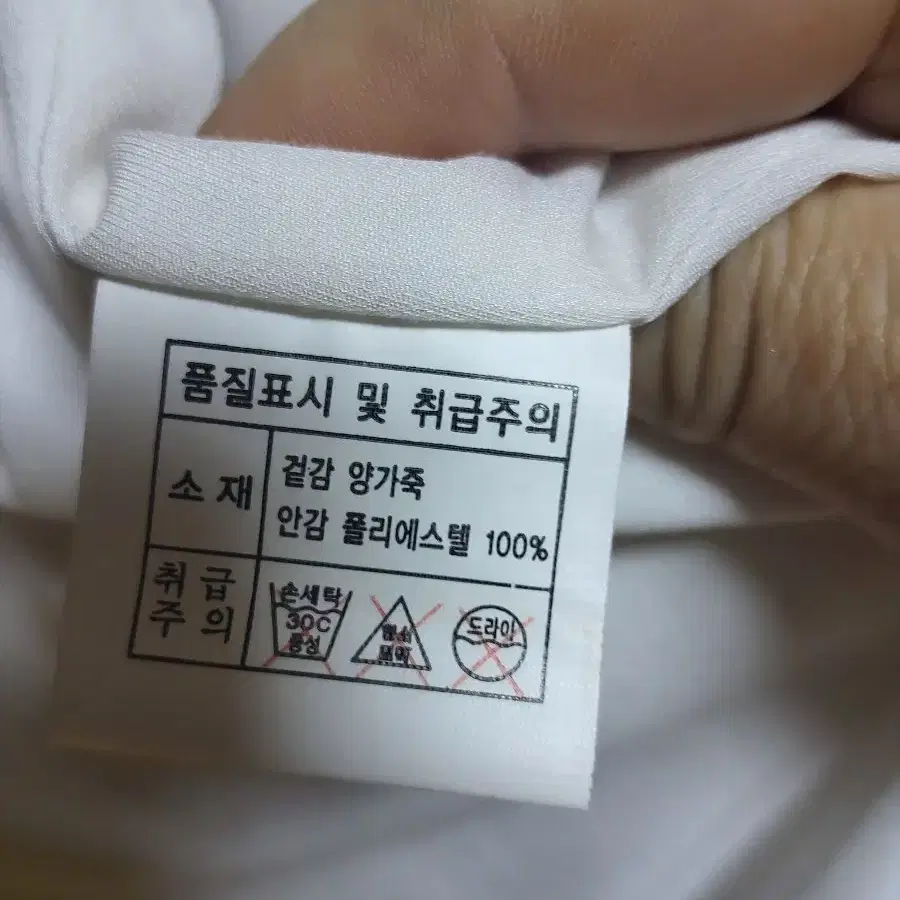 품질표시 및 취급주의
소재
겉감 양가죽
안감 폴리에스텔 100%
취급
주의
손세탁
30C
중성
염소
표백
드라이